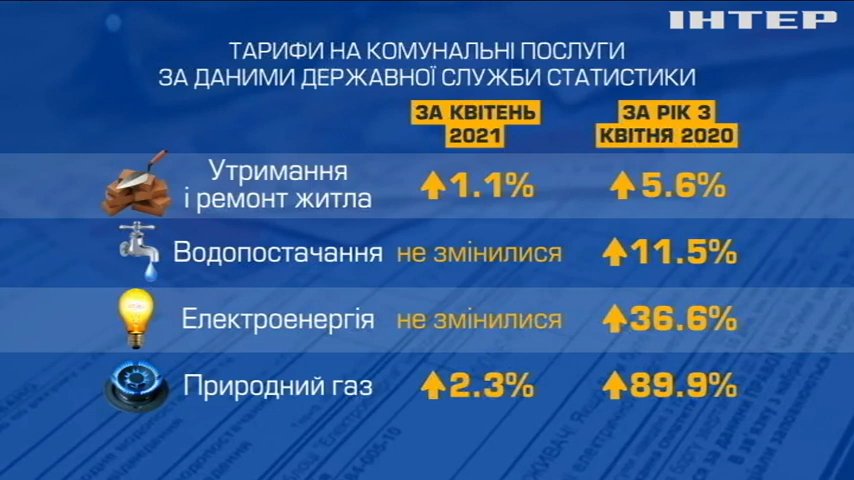 ІНТЕР
ТАРИФИ НА КОМУНАЛЬНІ ПОСЛУГИ
ЗА ДАНИМИ ДЕРЖАВНОЇ СЛУЖБИ СТАТИСТИКИ
ЗА КВІТЕНЬ
2021
ЗА РІК З
КВІТНЯ 2020
Утримання
і ремонт житла
1.1%
5.6%
Водопостачання
не змінилися
11.5%
Електроенергія
не змінилися
36.6%
Природний газ
2.3%
89.9%